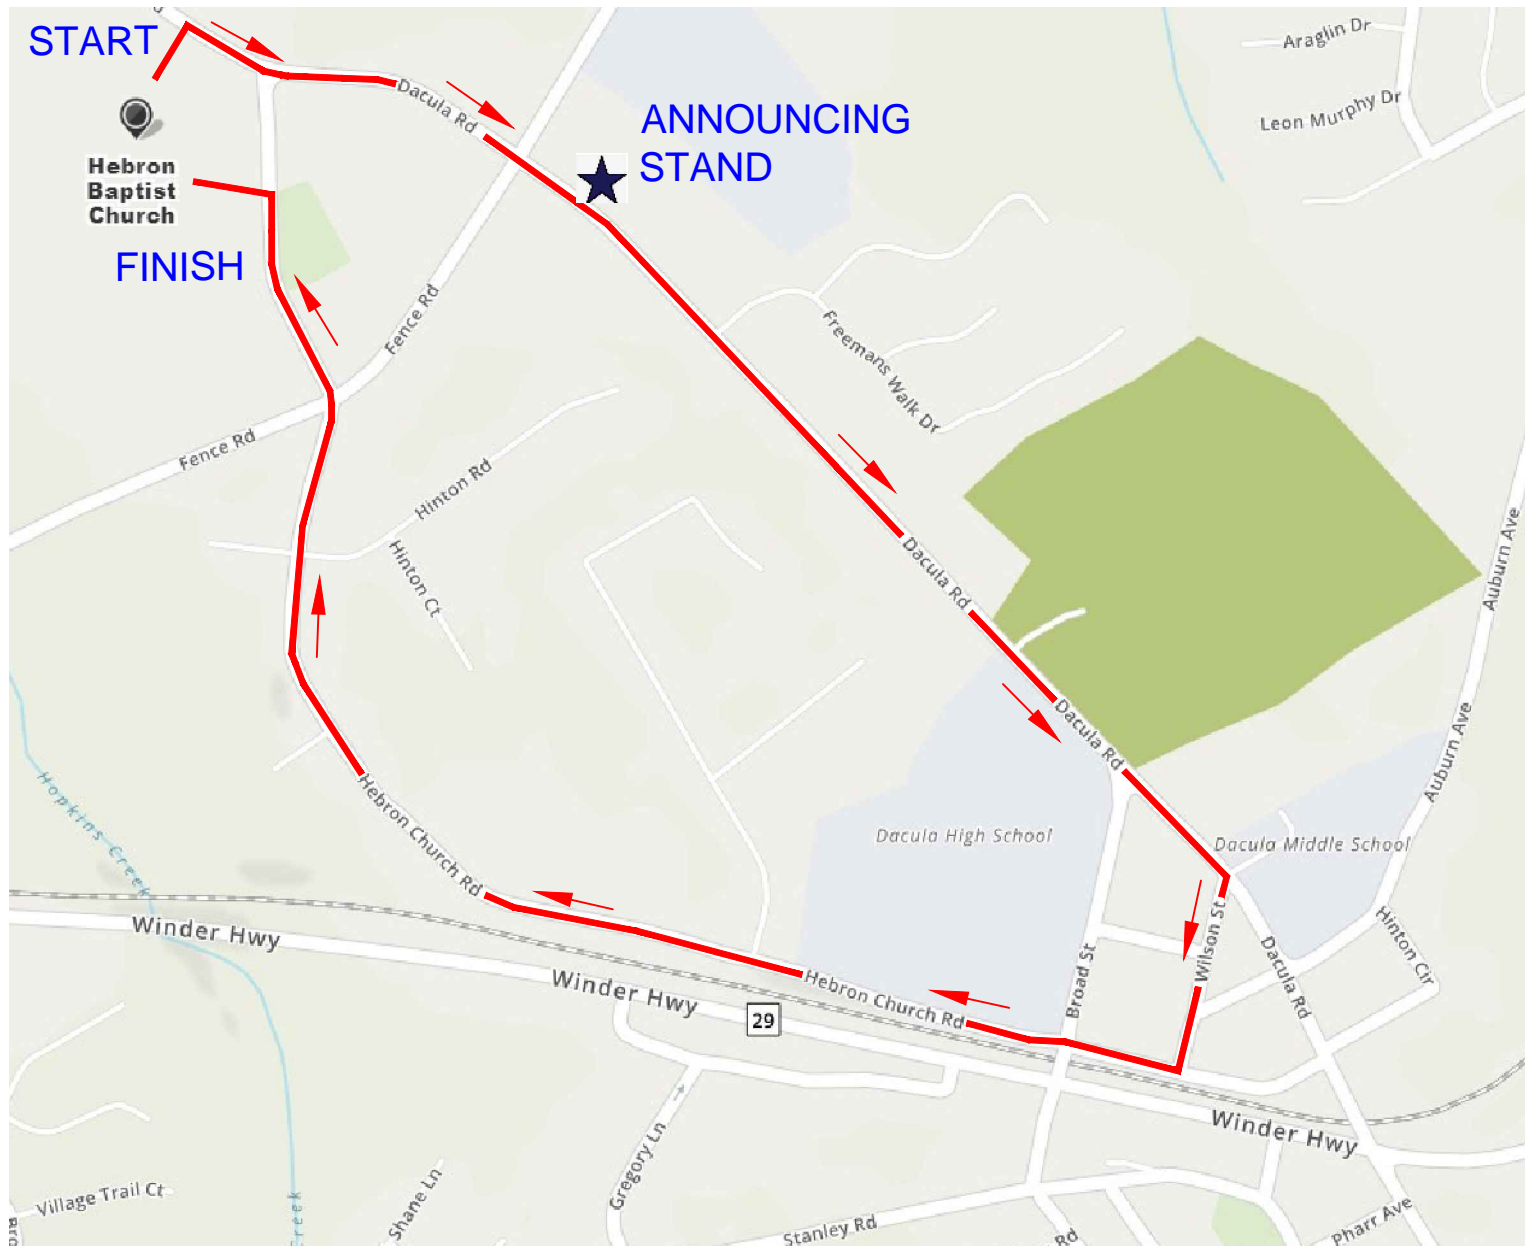 START
Araglin Dr
Leon Murphy Dr
Dacula Rd
ANNOUNCING
STAND
Hebron
Baptist
Church
FINISH
Fence Rd
Freemans Walk Dr
Fence Rd
Hinton Rd
Hinton Ct
Dacula Rd
Auburn Ave
Dacula Rd
Auburn Ave
Hopkins Creek
Hebron Church Rd
Dacula High School
Dacula Middle School
Winder Hwy
Wilson St
Hinton Cir
Broad St
Dacula Rd
Winder Hwy
Hebron Church Rd
29
Winder Hwy
Gregory Ln
Village Trail Ct
Shane Ln
Stanley Rd
Pharr Ave
Rd